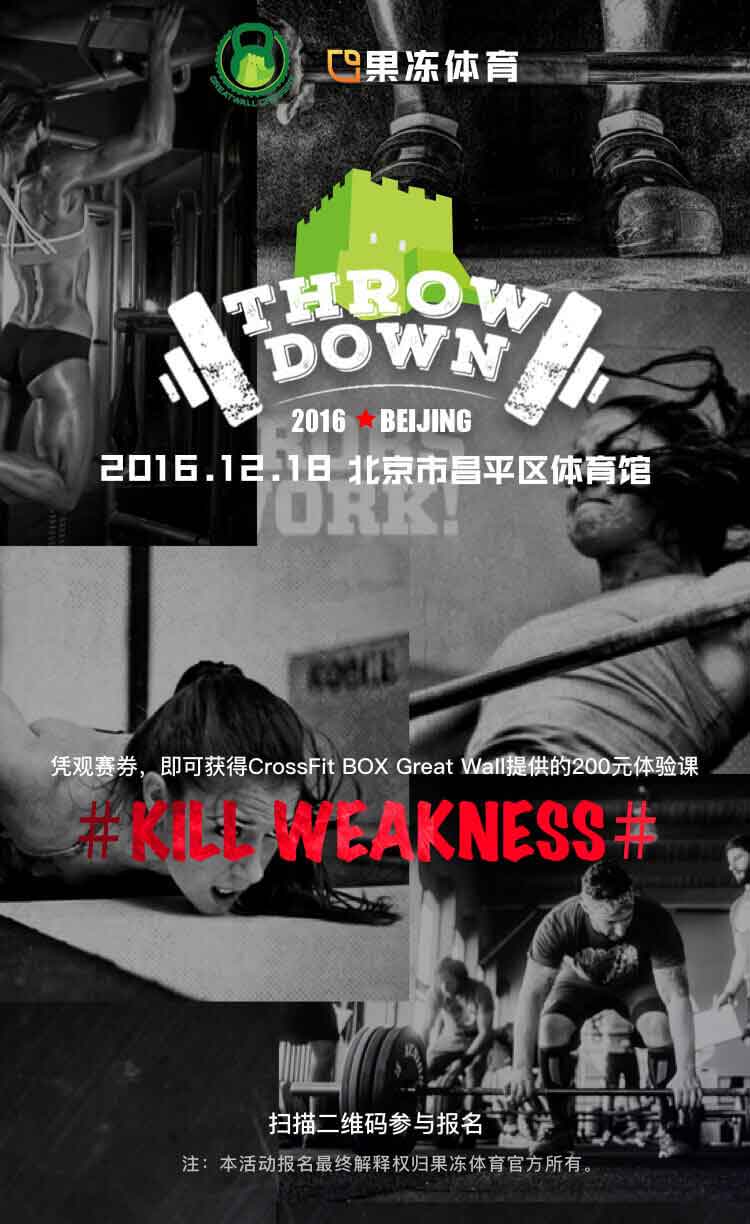 GREATWALL CROSSFIT
果冻体育
THROW
DOWN
2016 ★ BEIJING
WORK!
2016.12.18 北京市昌平区体育馆
凭观赛券，即可获得CrossFit BOX Great Wall提供的200元体验课
#KILL WEAKNESS#
扫描二维码参与报名
注：本活动报名最终解释权归果冻体育官方所有。